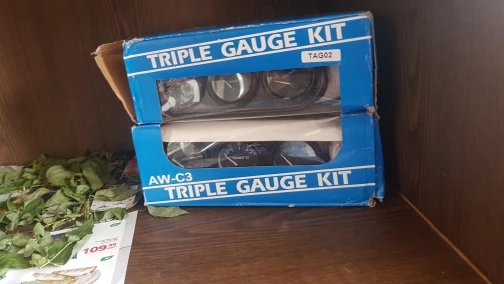 TRIPLE GAUGE KIT
TAG02
AW-C3
TRIPLE GAUGE KIT
109.